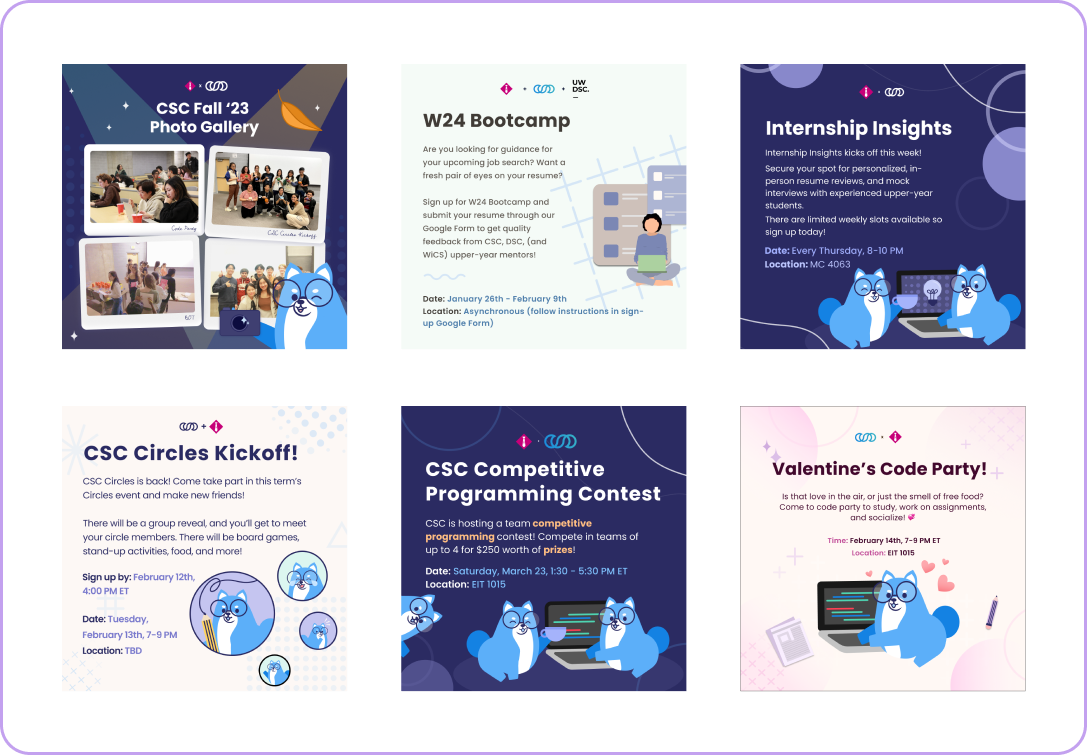 CSC Fall ‘23
Photo Gallery
Code Party
CSC Circles Kickoff
BOT
UW
DSC.
W24 Bootcamp
Are you looking for guidance for
your upcoming job search? Want a
fresh pair of eyes on your resume?
Sign up for W24 Bootcamp and
submit your resume through our
Google Form to get quality
feedback from CSC, DSC, (and
WiCS) upper-year mentors!
Date: January 26th - February 9th
Location: Asynchronous (follow instructions in sign-
up Google Form)
Internship Insights
Internship Insights kicks off this week!
Secure your spot for personalized, in-
person resume reviews, and mock
interviews with experienced upper-year
students.
There are limited weekly slots available so
sign up today!
Date: Every Thursday, 8-10 PM
Location: MC 4063
CSC Circles Kickoff!
CSC Circles is back! Come take part in this term’s
Circles event and make new friends!
There will be a group reveal, and you’ll get to meet
your circle members. There will be board games,
stand-up activities, food, and more!
Sign up by: February 12th,
4:00 PM ET
Date: Tuesday,
February 13th, 7-9 PM
Location: TBD
CSC Competitive
Programming Contest
CSC is hosting a team competitive
programming contest! Compete in teams of
up to 4 for $250 worth of prizes!
Date: Saturday, March 23, 1:30 - 5:30 PM ET
Location: EIT 1015
Valentine’s Code Party!
Is that love in the air, or just the smell of free food?
Come to code party to study, work on assignments,
and socialize! 💞
Time: February 14th, 7-9 PM ET
Location: EIT 1015